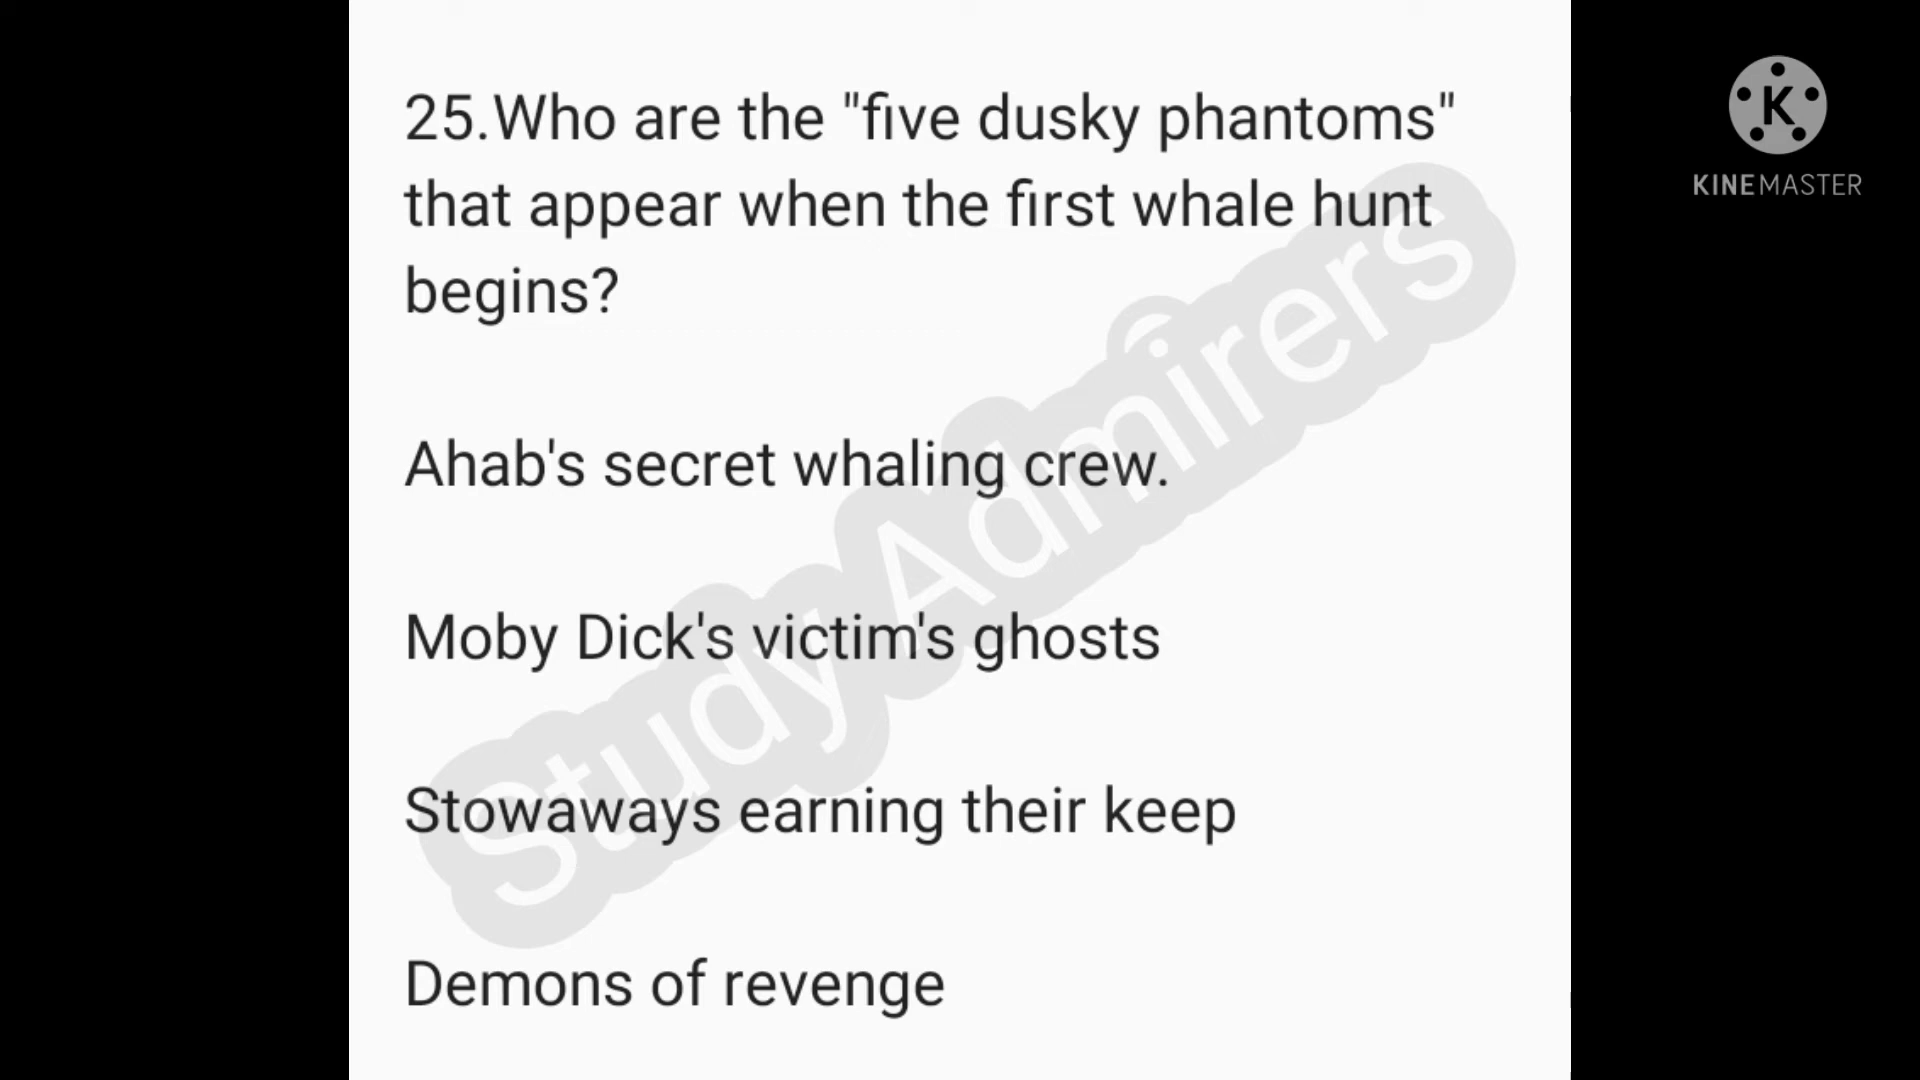 25.Who are the "five dusky phantoms"
that appear when the first whale hunt
begins?
Ahab's secret whaling crew.
Moby Dick's victim's ghosts
Stowaways earning their keep
Demons of revenge
Study Admirers
K
KINEMASTER